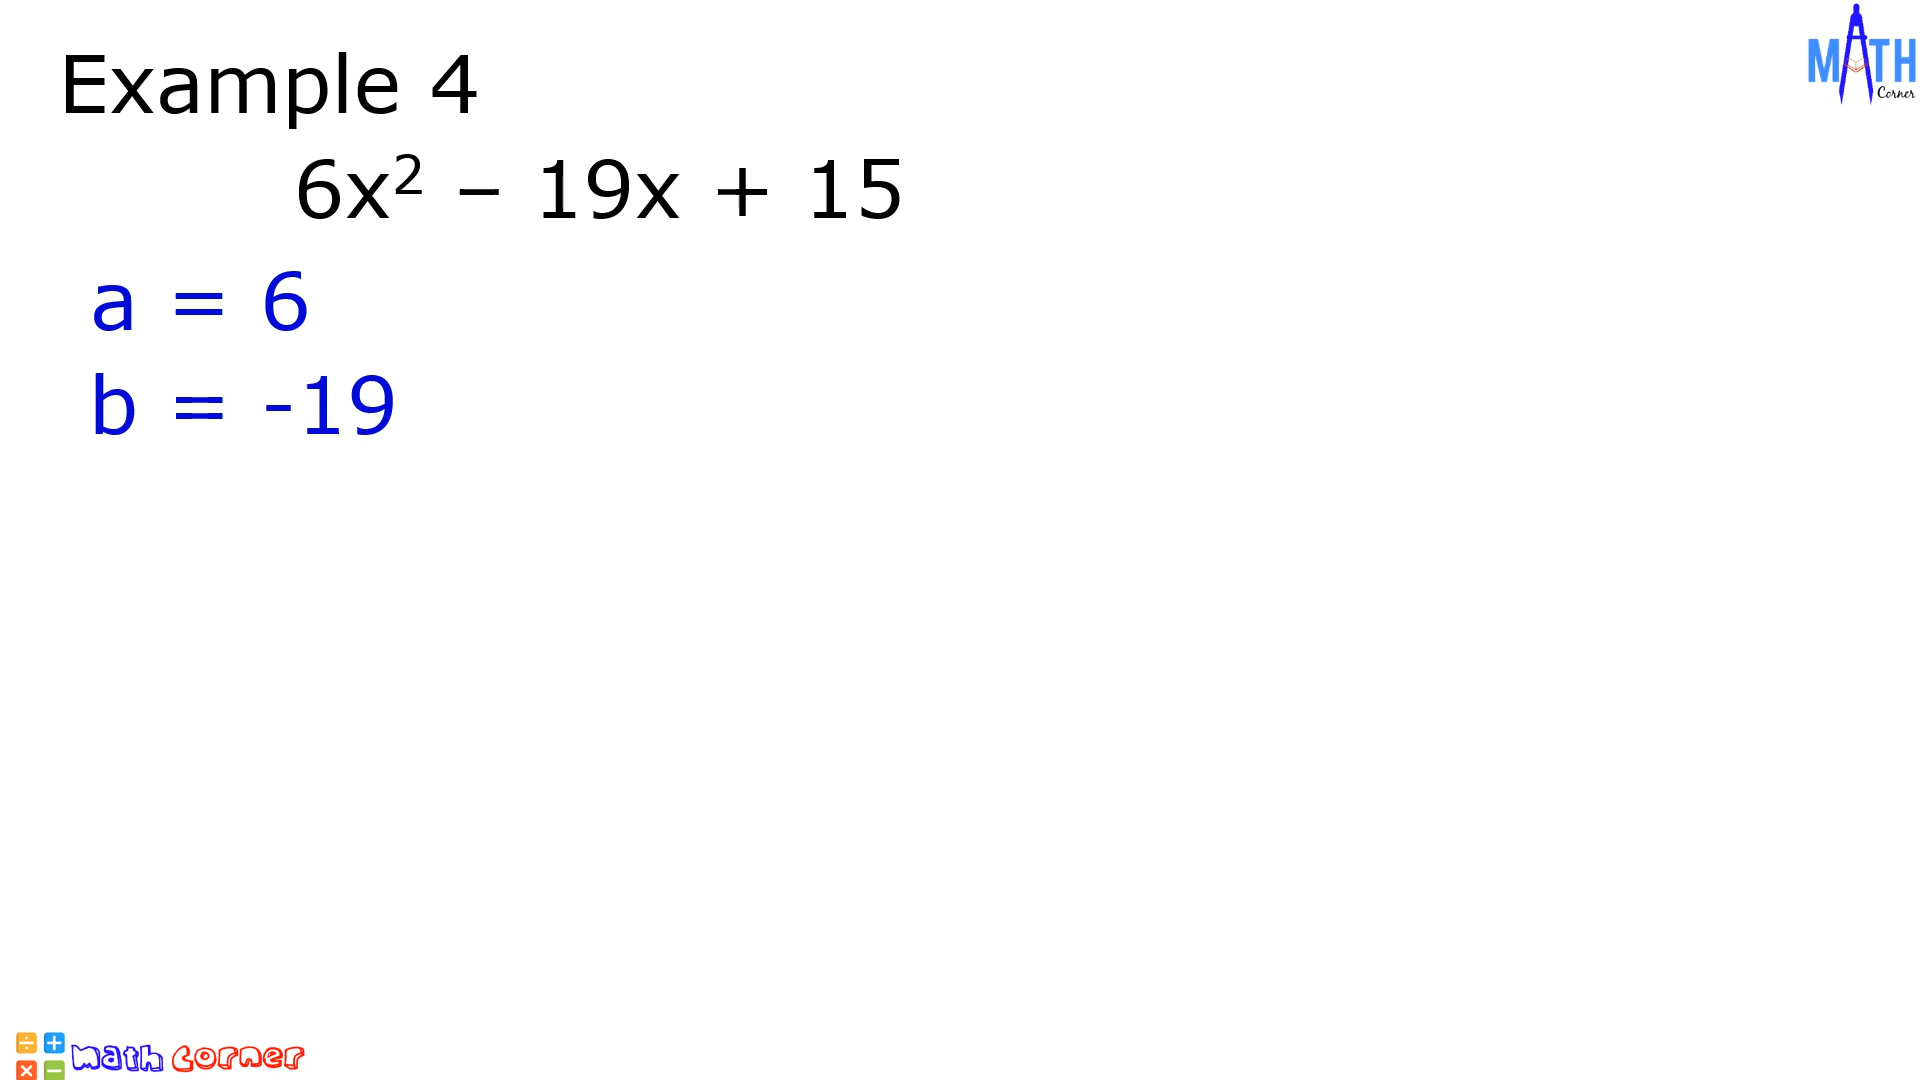 MATH
Corner
Example 4
6x² – 19x + 15
a = 6
b = -19
math corner